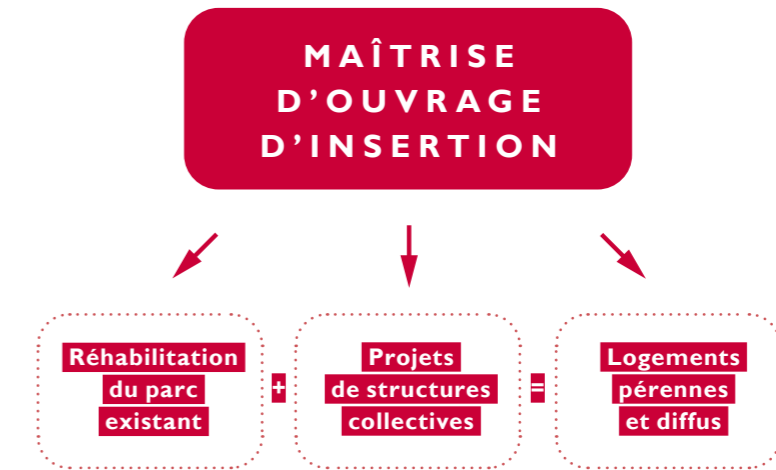 MAÎTRISE
D’OUVRAGE
D’INSERTION
Réhabilitation
du parc
existant
+
Projets
de structures
collectives
=
Logements
pérennes
et diffus